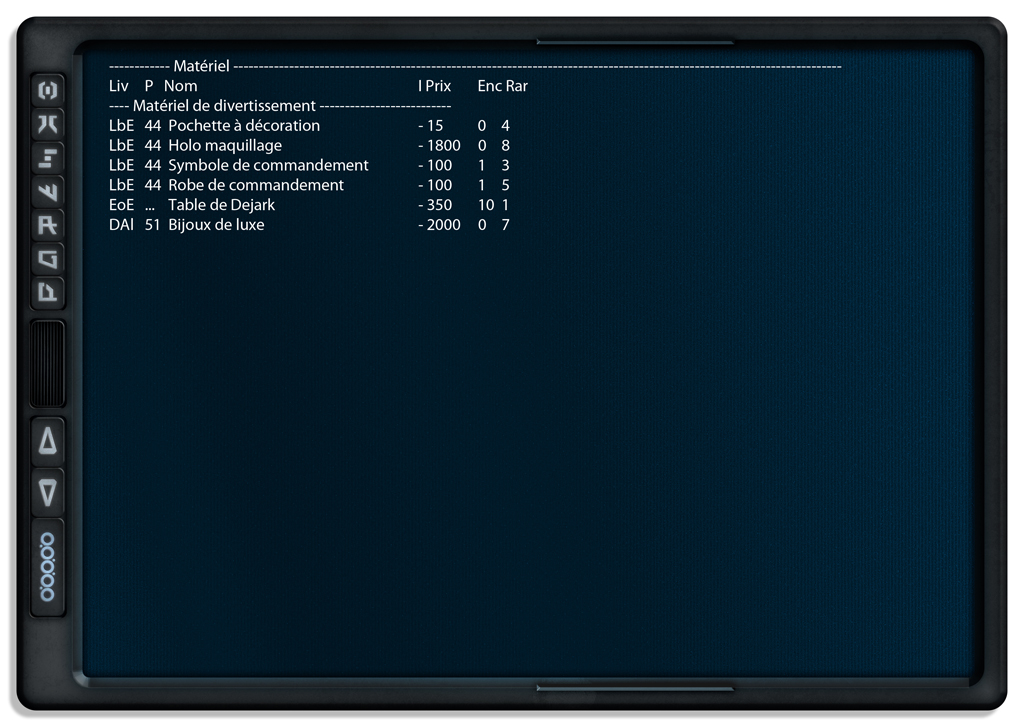 ------------ Matériel -------------------------------------------------------------------------------------------------------------------------
Liv P Nom I Prix Enc Rar
---- Matériel de divertissement --------------------------
LbE 44 Pochette à décoration - 15 0 4
LbE 44 Holo maquillage - 1800 0 8
LbE 44 Symbole de commandement - 100 1 3
LbE 44 Robe de commandement - 100 1 5
EoE ... Table de Dejark - 350 10 1
DAl 51 Bijoux de luxe - 2000 0 7